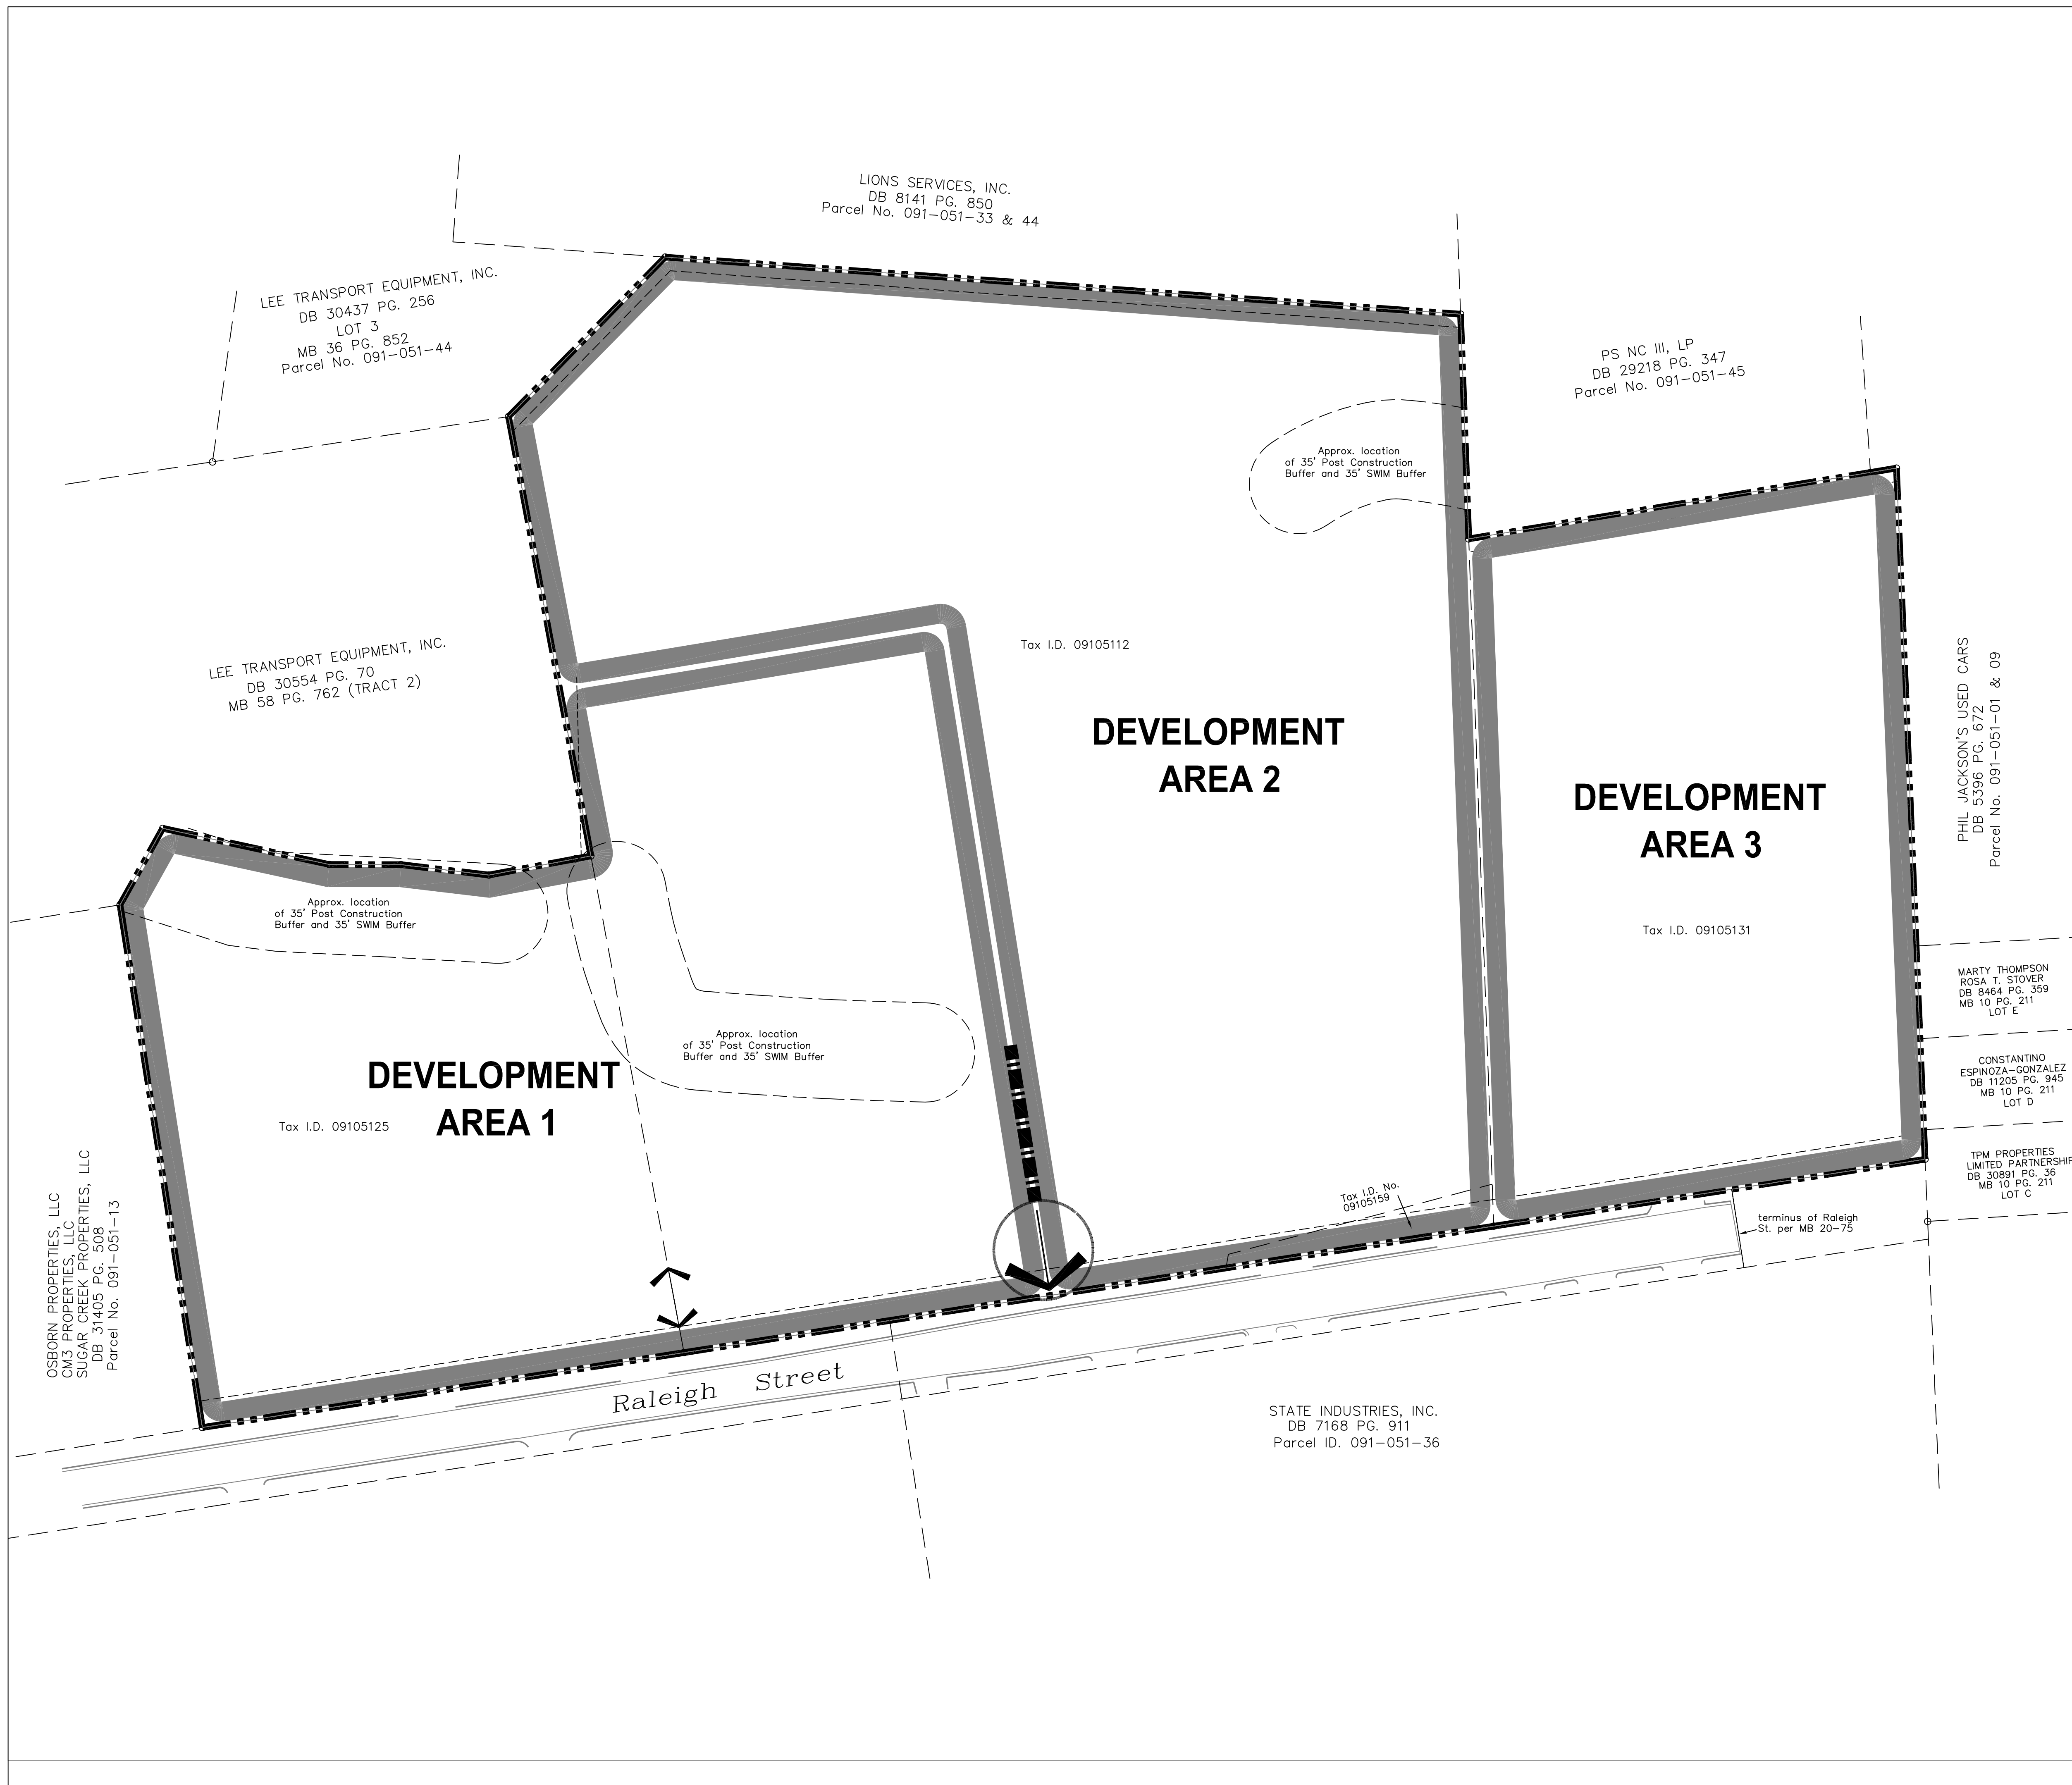 LIONS SERVICES, INC.
DB 8141 PG. 850
Parcel No. 091-051-33 & 44
LEE TRANSPORT EQUIPMENT, INC.
DB 30437 PG. 256
LOT 3
MB 36 PG. 852
Parcel No. 091-051-44
PS NC III, LP
DB 29218 PG. 347
Parcel No. 091-051-45
Approx. location
of 35' Post Construction
Buffer and 35' SWIM Buffer
LEE TRANSPORT EQUIPMENT, INC.
DB 30554 PG. 70
MB 58 PG. 762 (TRACT 2)
Tax I.D. 09105112
DEVELOPMENT
AREA 2
DEVELOPMENT
AREA 3
Tax I.D. 09105131
PHIL JACKSON'S USED CARS
DB 5396 PG. 672
Parcel No. 091-051-01 & 09
Approx. location
of 35' Post Construction
Buffer and 35' SWIM Buffer
MARTY THOMPSON
ROSA T. STOVER
DB 8464 PG. 359
MB 10 PG. 211
LOT E
Approx. location
of 35' Post Construction
Buffer and 35' SWIM Buffer
CONSTANTINO
ESPINOZA-GONZALEZ
DB 11205 PG. 945
MB 10 PG. 211
LOT D
DEVELOPMENT
AREA 1
Tax I.D. 09105125
OSBORN PROPERTIES, LLC
CM3 PROPERTIES, LLC
SUGAR CREEK PROPERTIES, LLC
DB 31405 PG. 508
Parcel No. 091-051-13
TPM PROPERTIES
LIMITED PARTNERSHIP
DB 30891 PG. 36
MB 10 PG. 211
LOT C
Tax I.D. No.
09105159
terminus of Raleigh
St. per MB 20-75
Raleigh Street
STATE INDUSTRIES, INC.
DB 7168 PG. 911
Parcel ID. 091-051-36